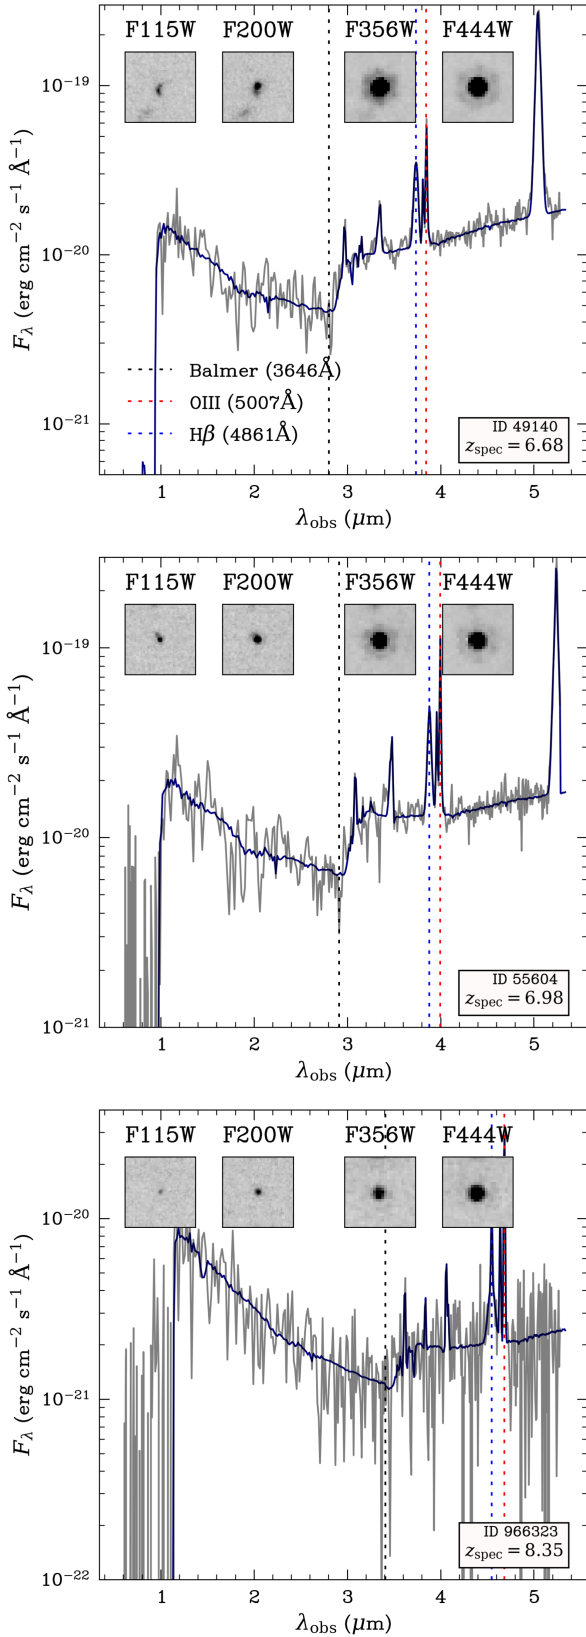 F115W F200W F356W F444W
10⁻¹⁹
10⁻²⁰
10⁻²¹
F_λ (erg cm⁻² s⁻¹ Å⁻¹)
Balmer (3646Å)
OIII (5007Å)
Hβ (4861Å)
ID 49140
z_spec = 6.68
1 2 3 4 5
λ_obs (μm)
F115W F200W F356W F444W
10⁻¹⁹
10⁻²⁰
10⁻²¹
F_λ (erg cm⁻² s⁻¹ Å⁻¹)
ID 55604
z_spec = 6.98
1 2 3 4 5
λ_obs (μm)
F115W F200W F356W F444W
10⁻²⁰
10⁻²¹
10⁻²²
F_λ (erg cm⁻² s⁻¹ Å⁻¹)
ID 966323
z_spec = 8.35
1 2 3 4 5
λ_obs (μm)